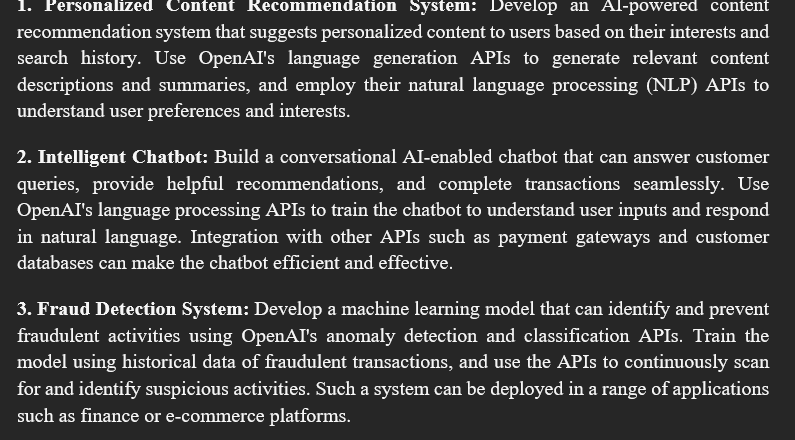 1. Personalized Content Recommendation System: Develop an AI-powered content
recommendation system that suggests personalized content to users based on their interests and
search history. Use OpenAI's language generation APIs to generate relevant content
descriptions and summaries, and employ their natural language processing (NLP) APIs to
understand user preferences and interests.
2. Intelligent Chatbot: Build a conversational AI-enabled chatbot that can answer customer
queries, provide helpful recommendations, and complete transactions seamlessly. Use
OpenAI's language processing APIs to train the chatbot to understand user inputs and respond
in natural language. Integration with other APIs such as payment gateways and customer
databases can make the chatbot efficient and effective.
3. Fraud Detection System: Develop a machine learning model that can identify and prevent
fraudulent activities using OpenAI's anomaly detection and classification APIs. Train the
model using historical data of fraudulent transactions, and use the APIs to continuously scan
for and identify suspicious activities. Such a system can be deployed in a range of applications
such as finance or e-commerce platforms.